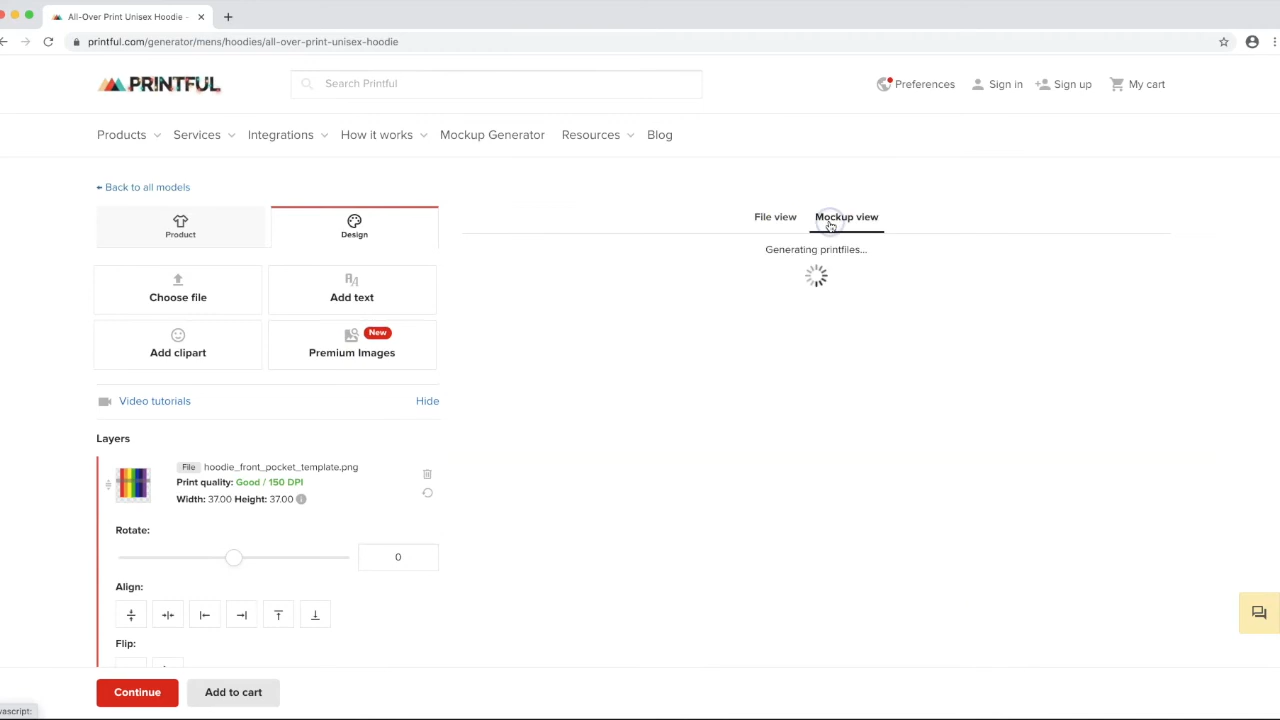 All-Over Print Unisex Hoodie -
printful.com/generator/mens/hoodies/all-over-print-unisex-hoodie
PRINTFUL
Search Printful
Preferences
Sign in
Sign up
My cart
Products
Services
Integrations
How it works
Mockup Generator
Resources
Blog
Back to all models
Product
Design
File view
Mockup view
Generating printfiles...
Choose file
Add text
Add clipart
New
Premium Images
Video tutorials
Hide
Layers
File hoodie_front_pocket_template.png
Print quality: Good / 150 DPI
Width: 37.00 Height: 37.00
Rotate:
0
Align:
Flip:
Continue
Add to cart
vascript: